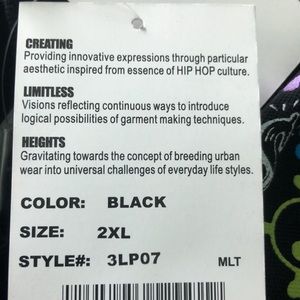 CREATING
Providing innovative expressions through particular
aesthetic inspired from essence of HIP HOP culture.
LIMITLESS
Visions reflecting continuous ways to introduce
logical possibilities of garment making techniques.
HEIGHTS
Gravitating towards the concept of breeding urban
wear into universal challenges of everyday life styles.
COLOR: BLACK
SIZE: 2XL
STYLE#: 3LP07 MLT